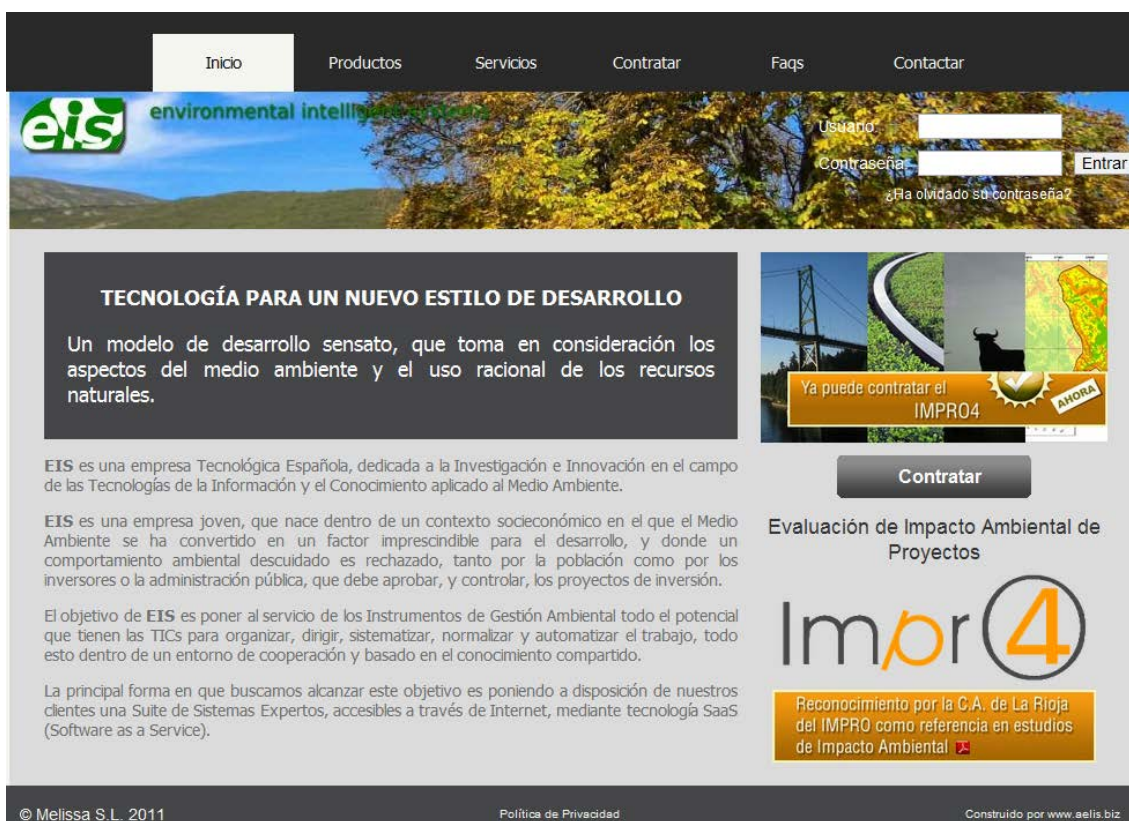 Inicio
Productos
Servicios
Contratar
Faqs
Contactar
eis
environmental intelligent systems
Usuario:
Contraseña:
Entrar
¿Ha olvidado su contraseña?
TECNOLOGÍA PARA UN NUEVO ESTILO DE DESARROLLO
Un modelo de desarrollo sensato, que toma en consideración los
aspectos del medio ambiente y el uso racional de los recursos
naturales.
EIS es una empresa Tecnológica Española, dedicada a la Investigación e Innovación en el campo
de las Tecnologías de la Información y el Conocimiento aplicado al Medio Ambiente.
EIS es una empresa joven, que nace dentro de un contexto socieconómico en el que el Medio
Ambiente se ha convertido en un factor imprescindible para el desarrollo, y donde un
comportamiento ambiental descuidado es rechazado, tanto por la población como por los
inversores o la administración pública, que debe aprobar, y controlar, los proyectos de inversión.
El objetivo de EIS es poner al servicio de los Instrumentos de Gestión Ambiental todo el potencial
que tienen las TICs para organizar, dirigir, sistematizar, normalizar y automatizar el trabajo, todo
esto dentro de un entorno de cooperación y basado en el conocimiento compartido.
La principal forma en que buscamos alcanzar este objetivo es poniendo a disposición de nuestros
clientes una Suite de Sistemas Expertos, accesibles a través de Internet, mediante tecnología SaaS
(Software as a Service).
Ya puede contratar el
IMPRO4
AHORA
Contratar
Evaluación de Impacto Ambiental de
Proyectos
Impr4
Reconocimiento por la C.A. de La Rioja
del IMPRO como referencia en estudios
de Impacto Ambiental
© Melissa S.L. 2011
Política de Privacidad
Construido por www.aelis.biz